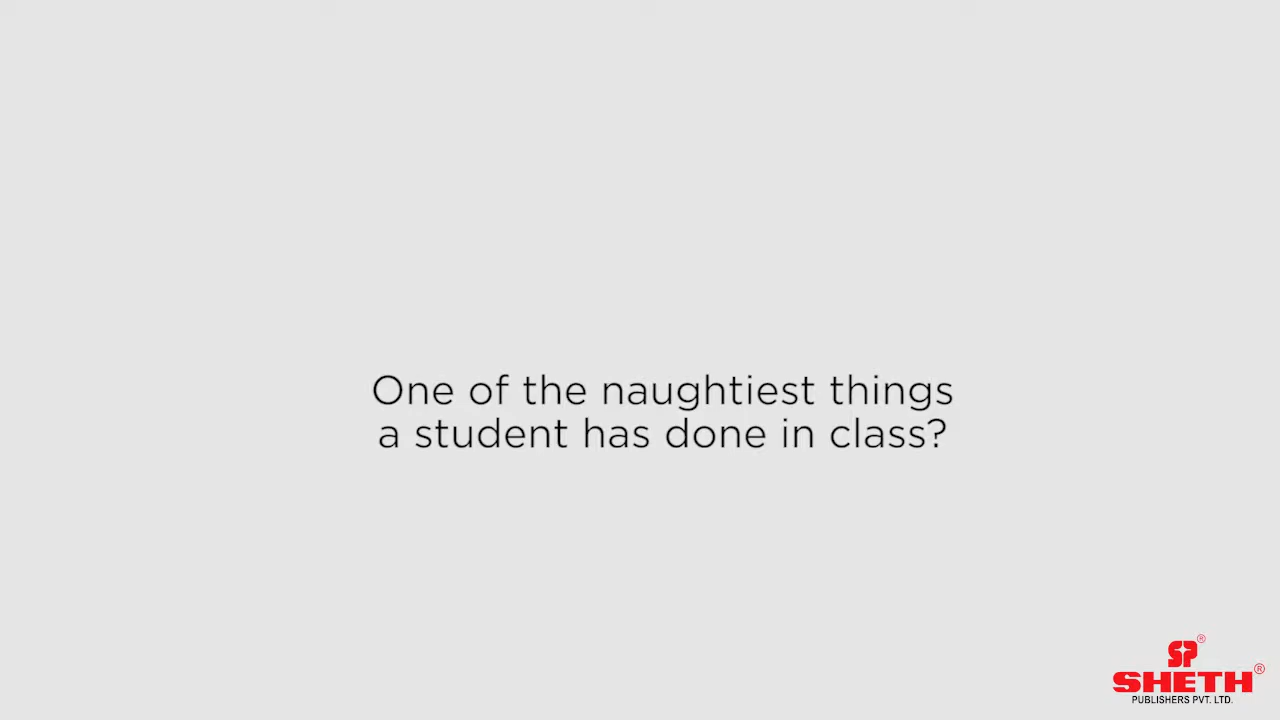 One of the naughtiest things
a student has done in class?
SP®
SHETH®
PUBLISHERS PVT. LTD.